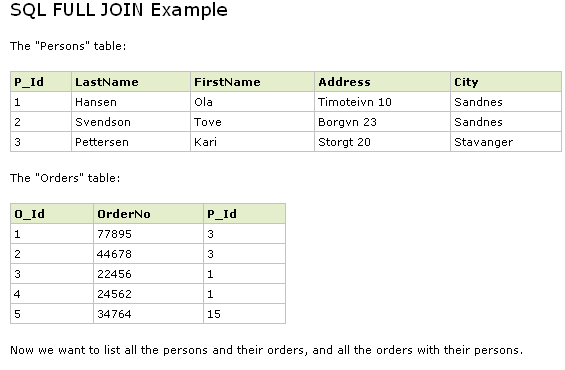 SQL FULL JOIN Example
The "Persons" table:
P_Id LastName FirstName Address City
1 Hansen Ola Timoteivn 10 Sandnes
2 Svendson Tove Borgvn 23 Sandnes
3 Pettersen Kari Storgt 20 Stavanger
The "Orders" table:
O_Id OrderNo P_Id
1 77895 3
2 44678 3
3 22456 1
4 24562 1
5 34764 15
Now we want to list all the persons and their orders, and all the orders with their persons.